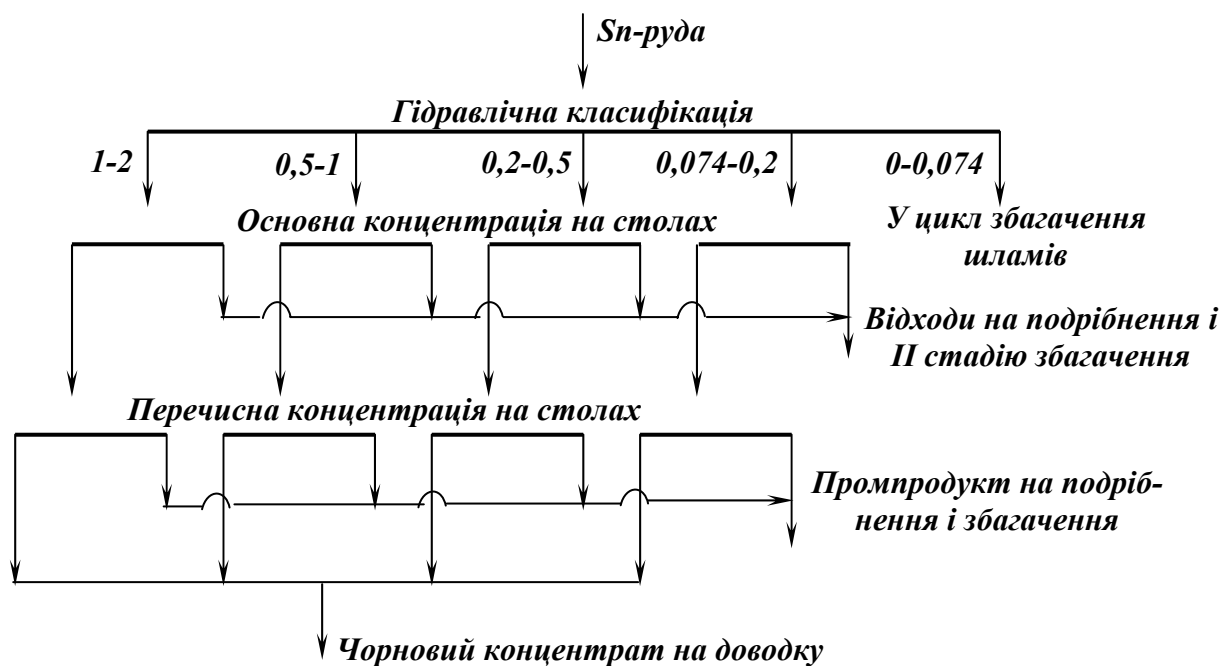 Sn-руда
Гідравлічна класифікація
1-2
0,5-1
0,2-0,5
0,074-0,2
0-0,074
Основна концентрація на столах
У цикл збагачення
шламів
Відходи на подрібнення і
ІІ стадію збагачення
Перечисна концентрація на столах
Промпродукт на подріб-
нення і збагачення
Чорновий концентрат на доводку